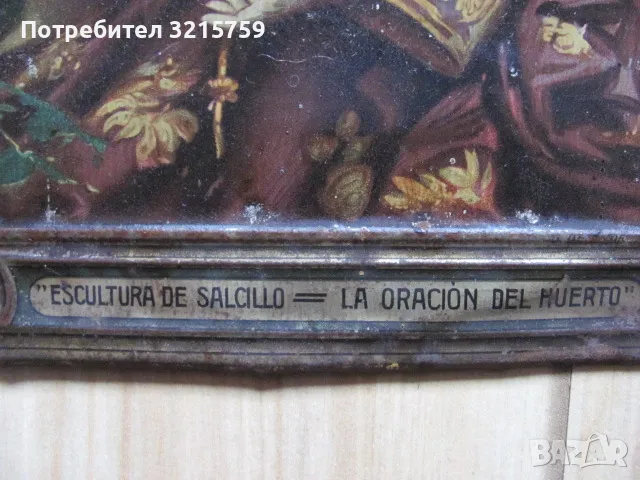 Потребител 3215759
"ESCULTURA DE SALCILLO = LA ORACIÓN DEL HUERTO"
BAZAR